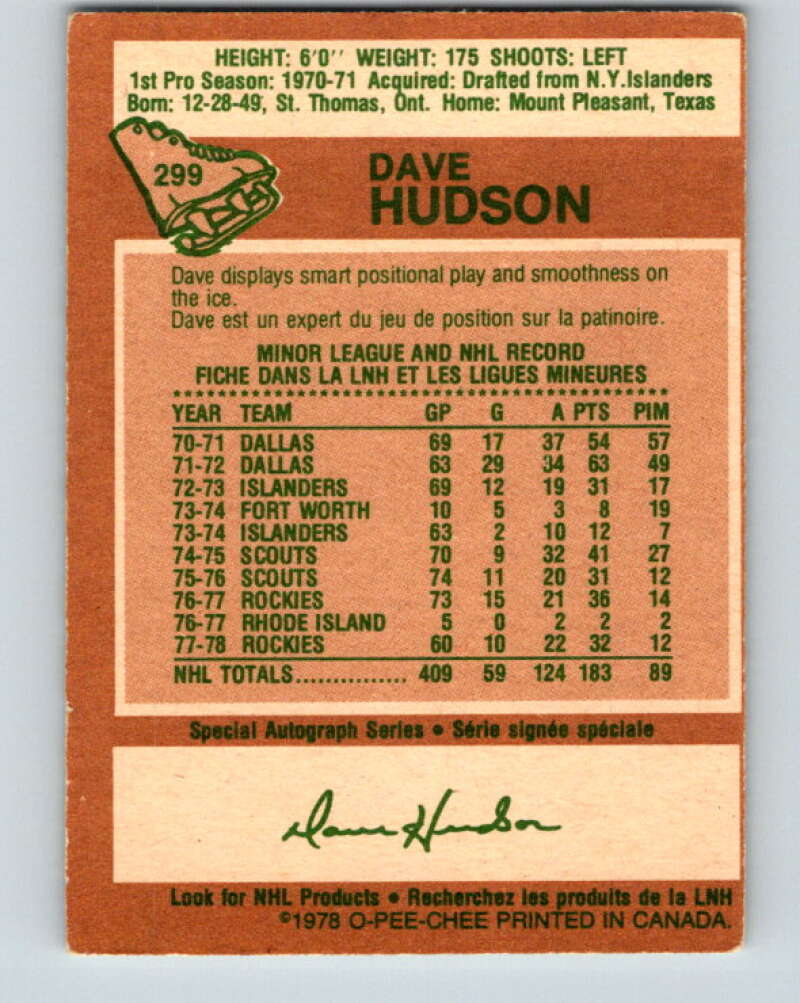 HEIGHT: 6'0'' WEIGHT: 175 SHOOTS: LEFT
1st Pro Season: 1970-71 Acquired: Drafted from N.Y.Islanders
Born: 12-28-49, St. Thomas, Ont. Home: Mount Pleasant, Texas
299
DAVE
HUDSON
Dave displays smart positional play and smoothness on
the ice.
Dave est un expert du jeu de position sur la patinoire.
MINOR LEAGUE AND NHL RECORD
FICHE DANS LA LNH ET LES LIGUES MINEURES
YEAR TEAM GP G A PTS PIM
70-71 DALLAS 69 17 37 54 57
71-72 DALLAS 63 29 34 63 49
72-73 ISLANDERS 69 12 19 31 17
73-74 FORT WORTH 10 5 3 8 19
73-74 ISLANDERS 63 2 10 12 7
74-75 SCOUTS 70 9 32 41 27
75-76 SCOUTS 74 11 20 31 12
76-77 ROCKIES 73 15 21 36 14
76-77 RHODE ISLAND 5 0 2 2 2
77-78 ROCKIES 60 10 22 32 12
NHL TOTALS............... 409 59 124 183 89
Special Autograph Series • Série signée spéciale
Dave Hudson
Look for NHL Products • Recherchez les produits de la LNH
©1978 O-PEE-CHEE PRINTED IN CANADA.